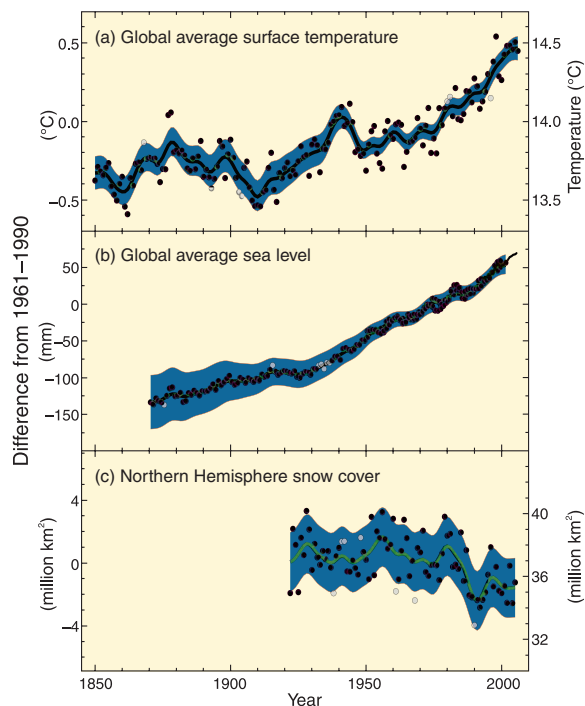 (a) Global average surface temperature
0.5
0.0
−0.5
(°C)
14.5
14.0
13.5
Temperature (°C)
Difference from 1961–1990
(b) Global average sea level
50
0
−50
−100
−150
(mm)
(c) Northern Hemisphere snow cover
4
0
−4
(million km²)
40
36
32
(million km²)
1850
1900
1950
2000
Year